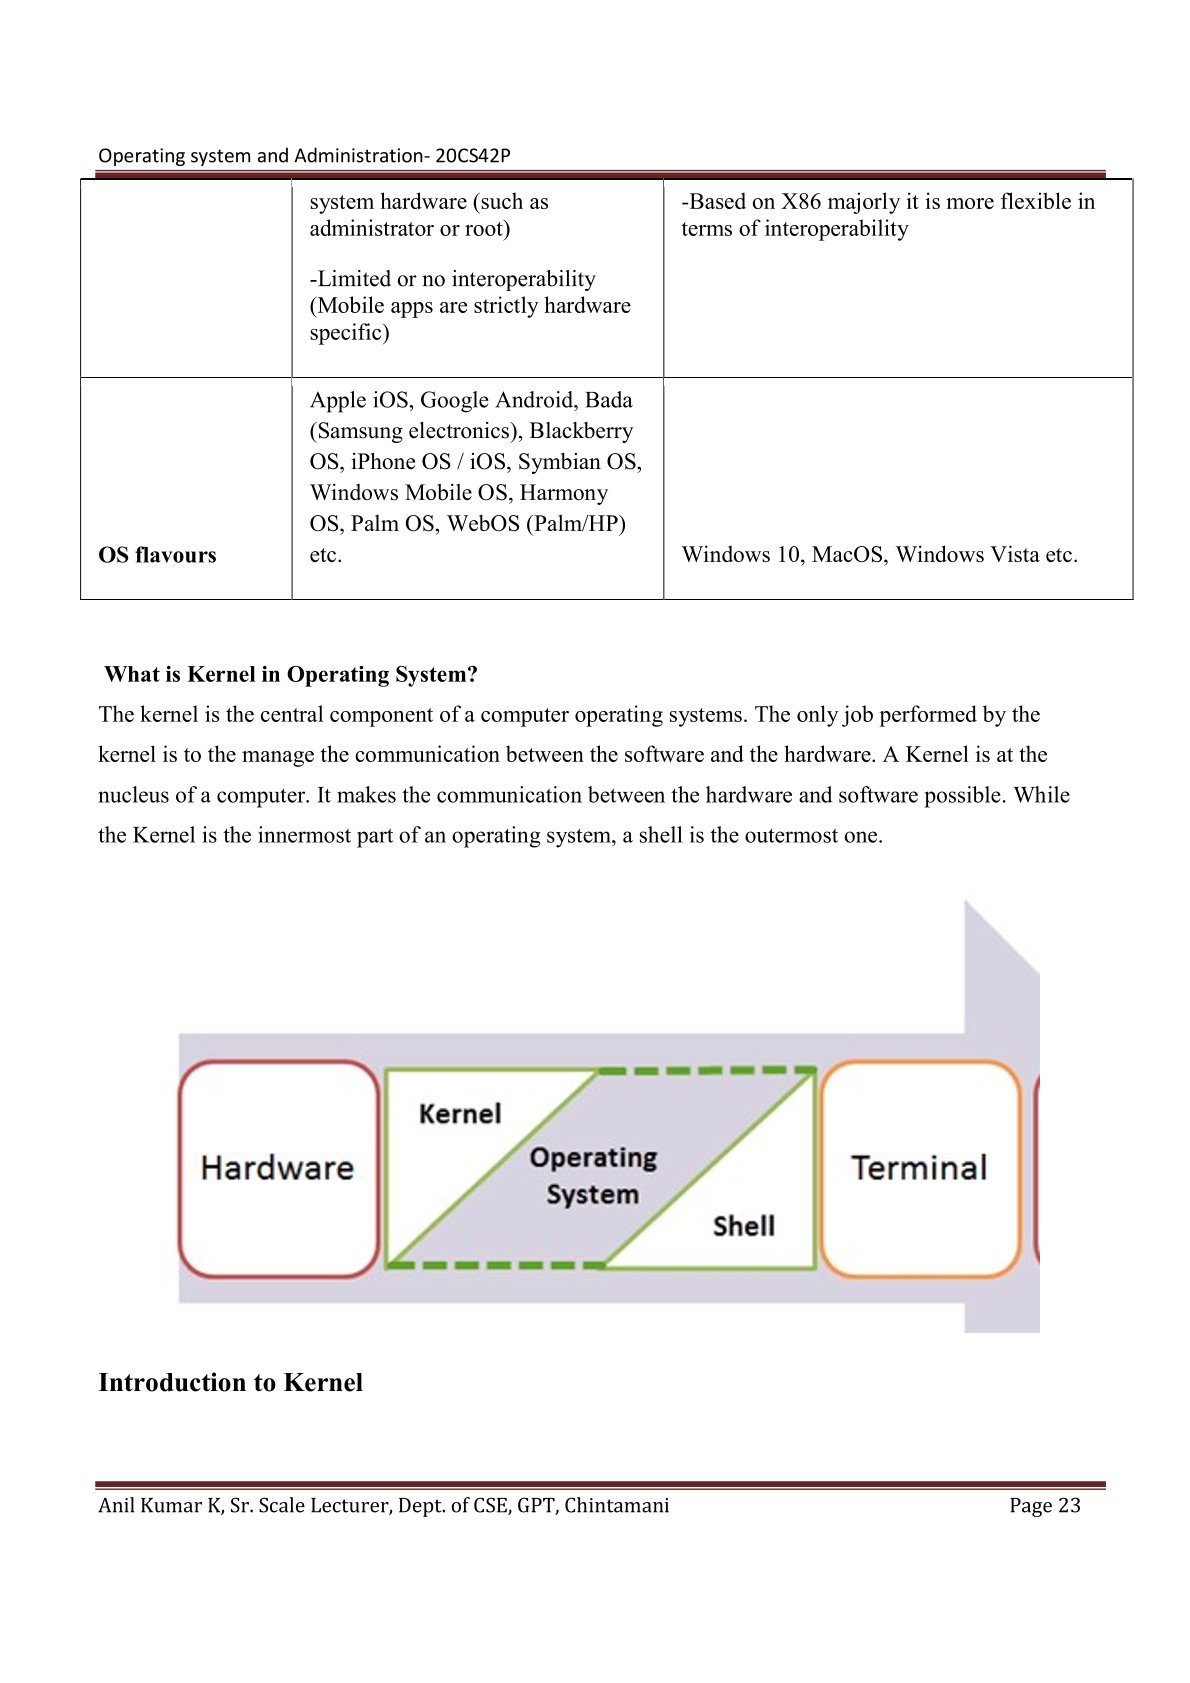 Operating system and Administration- 20CS42P
system hardware (such as
administrator or root)
-Limited or no interoperability
(Mobile apps are strictly hardware
specific)
-Based on X86 majorly it is more flexible in
terms of interoperability
OS flavours
Apple iOS, Google Android, Bada
(Samsung electronics), Blackberry
OS, iPhone OS / iOS, Symbian OS,
Windows Mobile OS, Harmony
OS, Palm OS, WebOS (Palm/HP)
etc.
Windows 10, MacOS, Windows Vista etc.
What is Kernel in Operating System?
The kernel is the central component of a computer operating systems. The only job performed by the
kernel is to the manage the communication between the software and the hardware. A Kernel is at the
nucleus of a computer. It makes the communication between the hardware and software possible. While
the Kernel is the innermost part of an operating system, a shell is the outermost one.
Hardware
Kernel
Operating
System
Shell
Terminal
Introduction to Kernel
Anil Kumar K, Sr. Scale Lecturer, Dept. of CSE, GPT, Chintamani Page 23